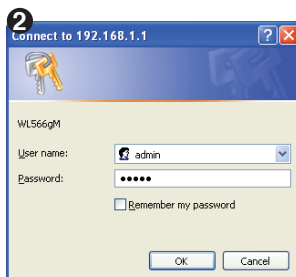 2
Connect to 192.168.1.1
WL566gM
User name:
admin
Password:
•••••
Remember my password
OK
Cancel